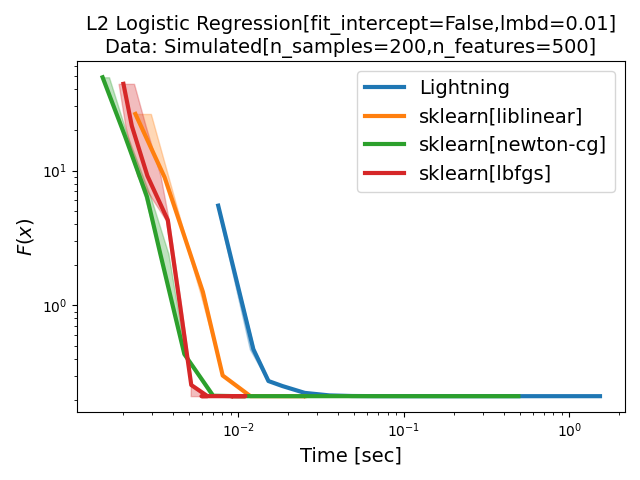 L2 Logistic Regression[fit_intercept=False,lmbd=0.01]
Data: Simulated[n_samples=200,n_features=500]
Lightning
sklearn[liblinear]
sklearn[newton-cg]
sklearn[lbfgs]
F(x)
10¹
10⁰
10⁻² 10⁻¹ 10⁰
Time [sec]